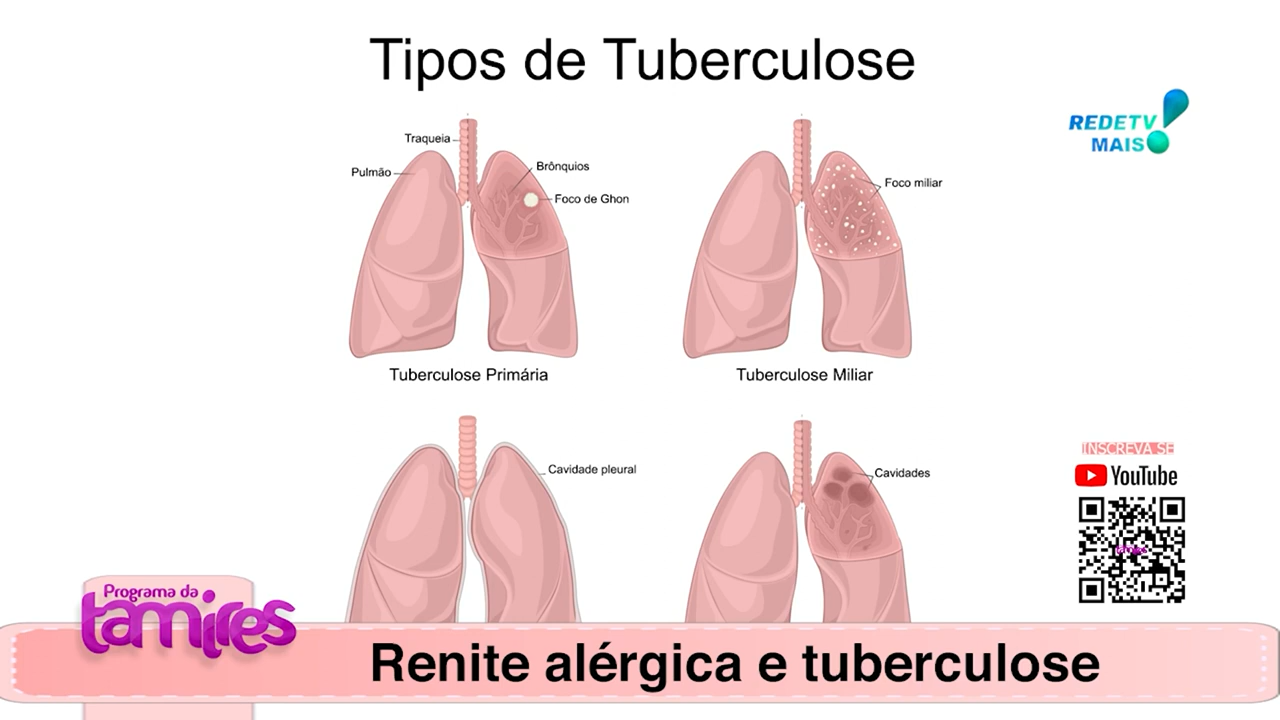 Tipos de Tuberculose
REDETV
MAIS
Traqueia
Pulmão
Brônquios
Foco de Ghon
Foco miliar
Tuberculose Primária
Tuberculose Miliar
Cavidade pleural
Cavidades
INSCREVA SE
YouTube
tamires
Programa da
tamires
Renite alérgica e tuberculose